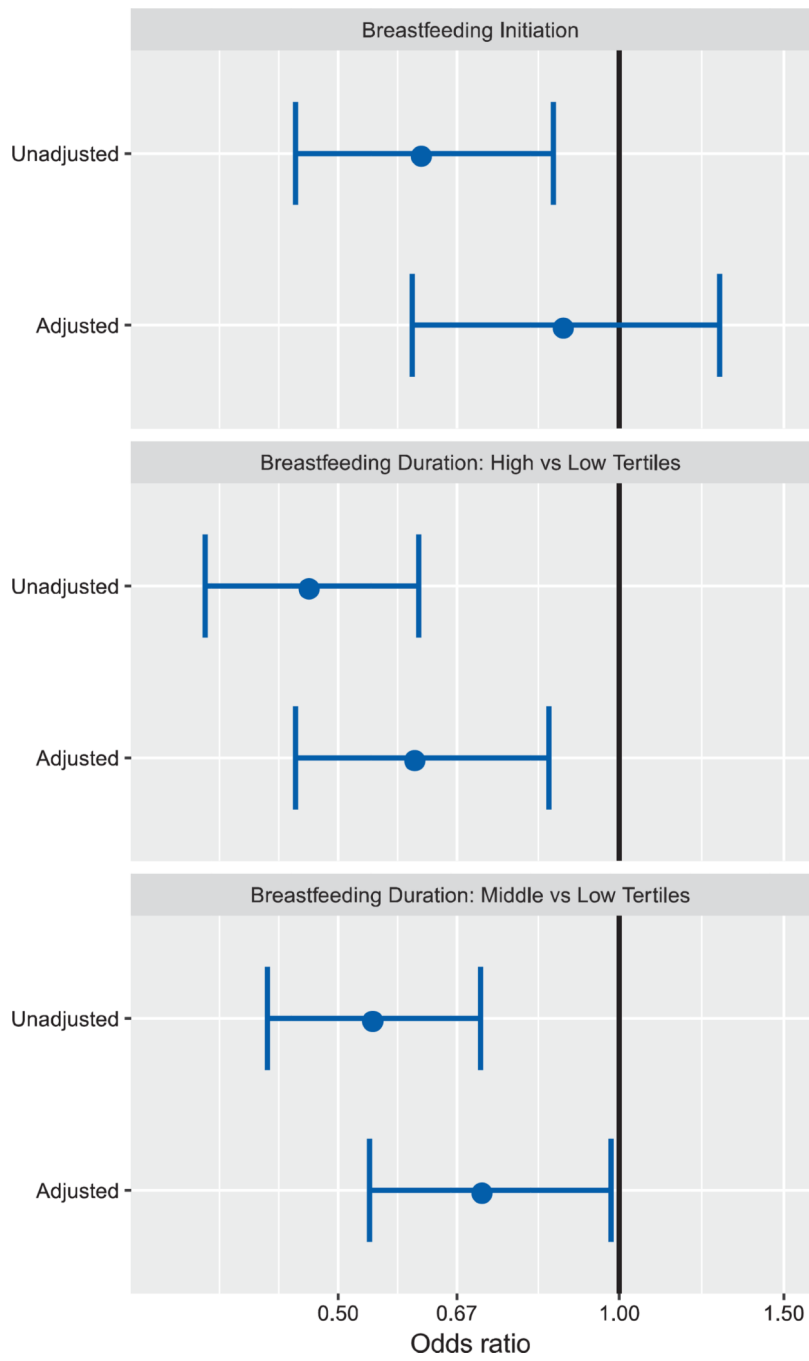 Breastfeeding Initiation
Unadjusted
Adjusted
Breastfeeding Duration: High vs Low Tertiles
Unadjusted
Adjusted
Breastfeeding Duration: Middle vs Low Tertiles
Unadjusted
Adjusted
0.50 0.67 1.00 1.50
Odds ratio